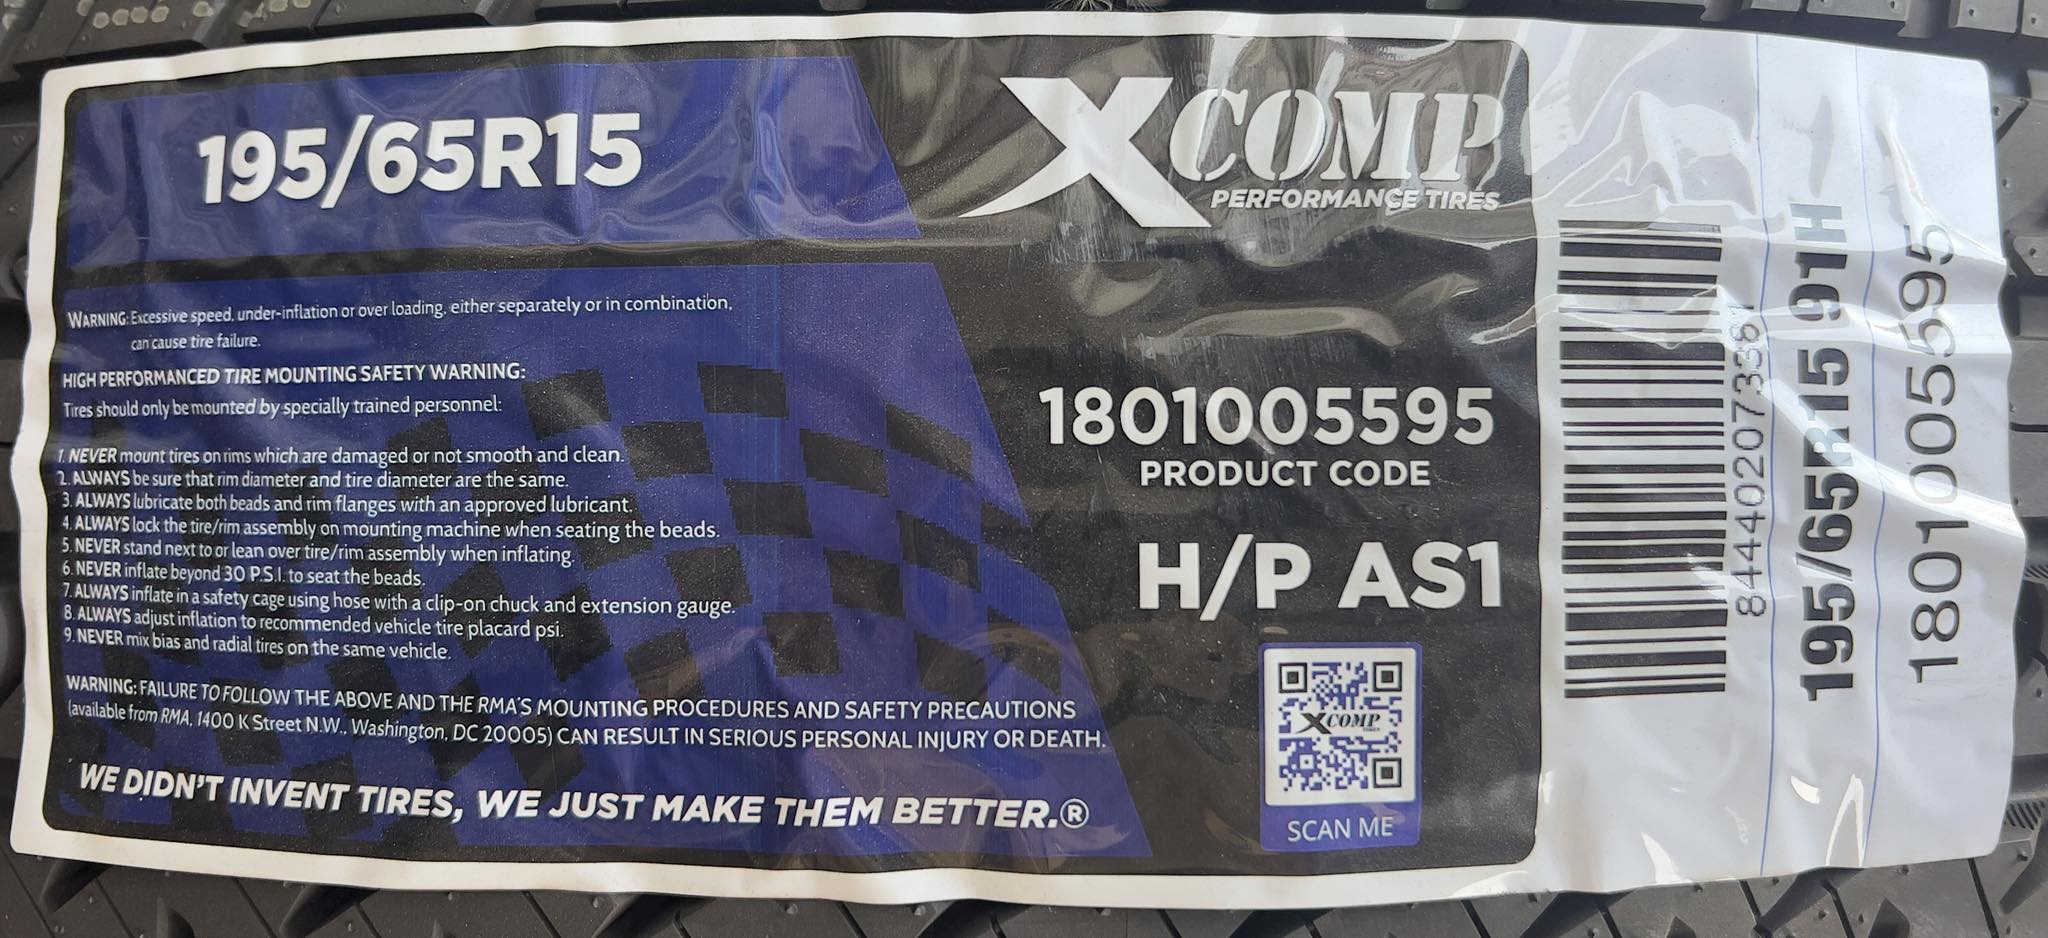 195/65R15
XCOMP
PERFORMANCE TIRES
WARNING: Excessive speed, under-inflation or over loading, either separately or in combination,
can cause tire failure.
HIGH PERFORMANCED TIRE MOUNTING SAFETY WARNING:
Tires should only be mounted by specially trained personnel:
1. NEVER mount tires on rims which are damaged or not smooth and clean.
2. ALWAYS be sure that rim diameter and tire diameter are the same.
3. ALWAYS lubricate both beads and rim flanges with an approved lubricant.
4. ALWAYS lock the tire/rim assembly on mounting machine when seating the beads.
5. NEVER stand next to or lean over tire/rim assembly when inflating.
6. NEVER inflate beyond 30 P.S.I. to seat the beads.
7. ALWAYS inflate in a safety cage using hose with a clip-on chuck and extension gauge.
8. ALWAYS adjust inflation to recommended vehicle tire placard psi.
9. NEVER mix bias and radial tires on the same vehicle.
WARNING: FAILURE TO FOLLOW THE ABOVE AND THE RMA'S MOUNTING PROCEDURES AND SAFETY PRECAUTIONS
(available from RMA, 1400 K Street N.W., Washington, DC 20005) CAN RESULT IN SERIOUS PERSONAL INJURY OR DEATH.
WE DIDN'T INVENT TIRES, WE JUST MAKE THEM BETTER.®
1801005595
PRODUCT CODE
H/P AS1
XCOMP
TIRES
SCAN ME
195/65R15 91H
1801005595